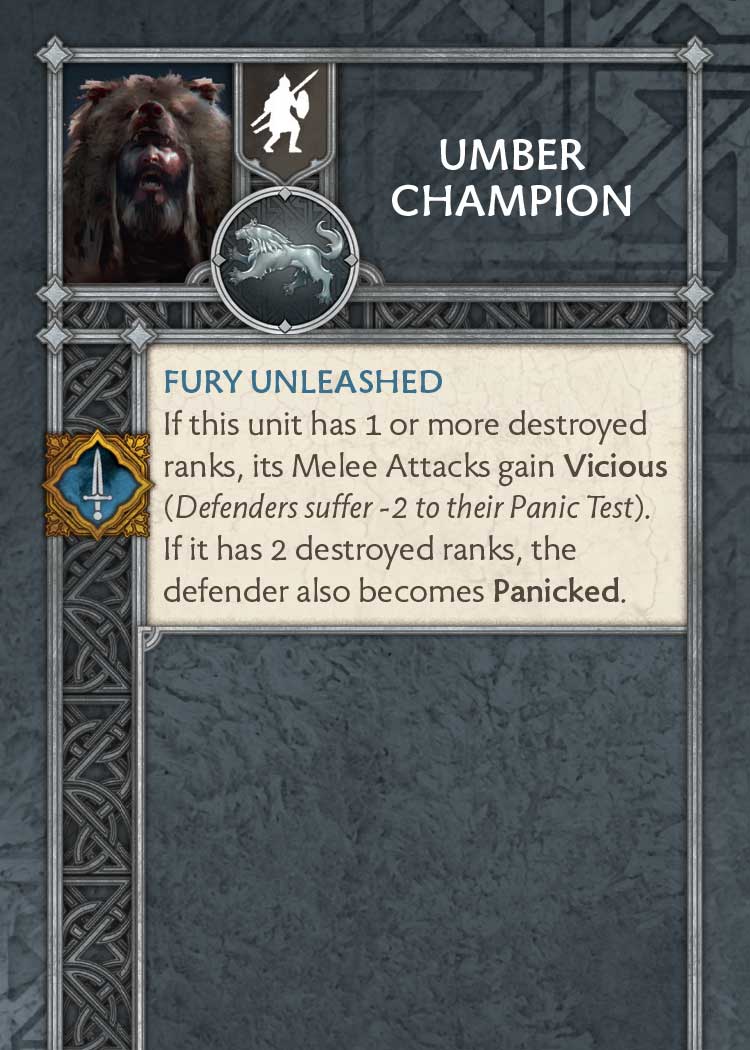 UMBER
CHAMPION
FURY UNLEASHED
If this unit has 1 or more destroyed
ranks, its Melee Attacks gain Vicious
(Defenders suffer -2 to their Panic Test).
If it has 2 destroyed ranks, the
defender also becomes Panicked.